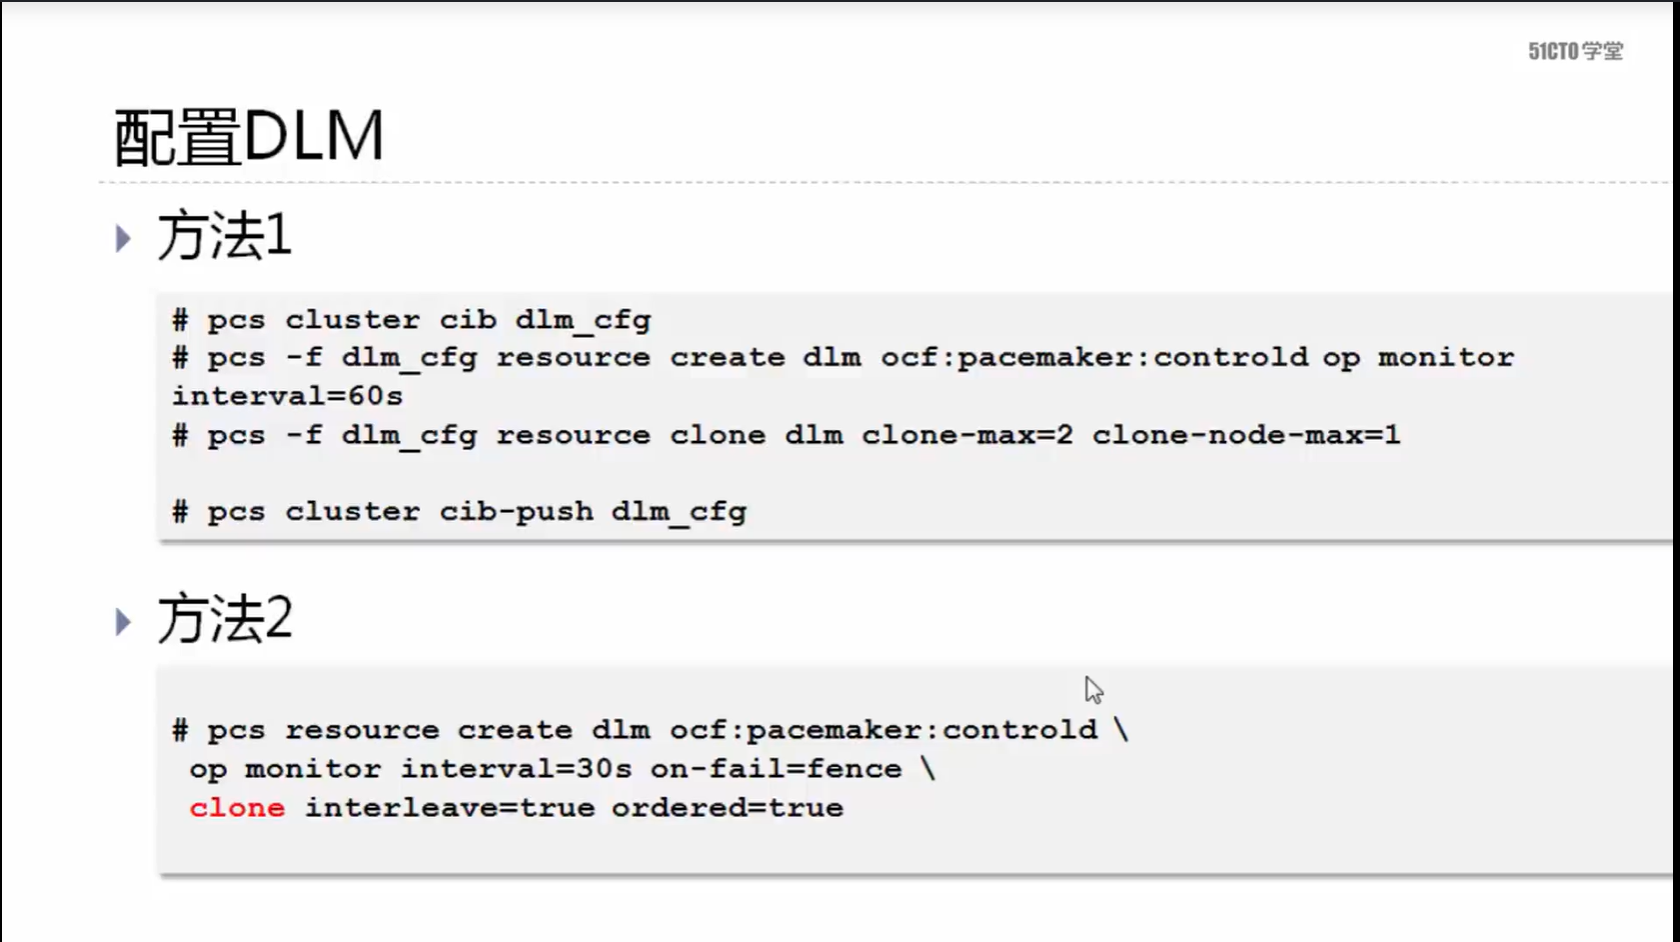 51CTO学堂
配置DLM
方法1
# pcs cluster cib dlm_cfg
# pcs -f dlm_cfg resource create dlm ocf:pacemaker:controld op monitor
interval=60s
# pcs -f dlm_cfg resource clone dlm clone-max=2 clone-node-max=1
# pcs cluster cib-push dlm_cfg
方法2
# pcs resource create dlm ocf:pacemaker:controld \
op monitor interval=30s on-fail=fence \
clone interleave=true ordered=true